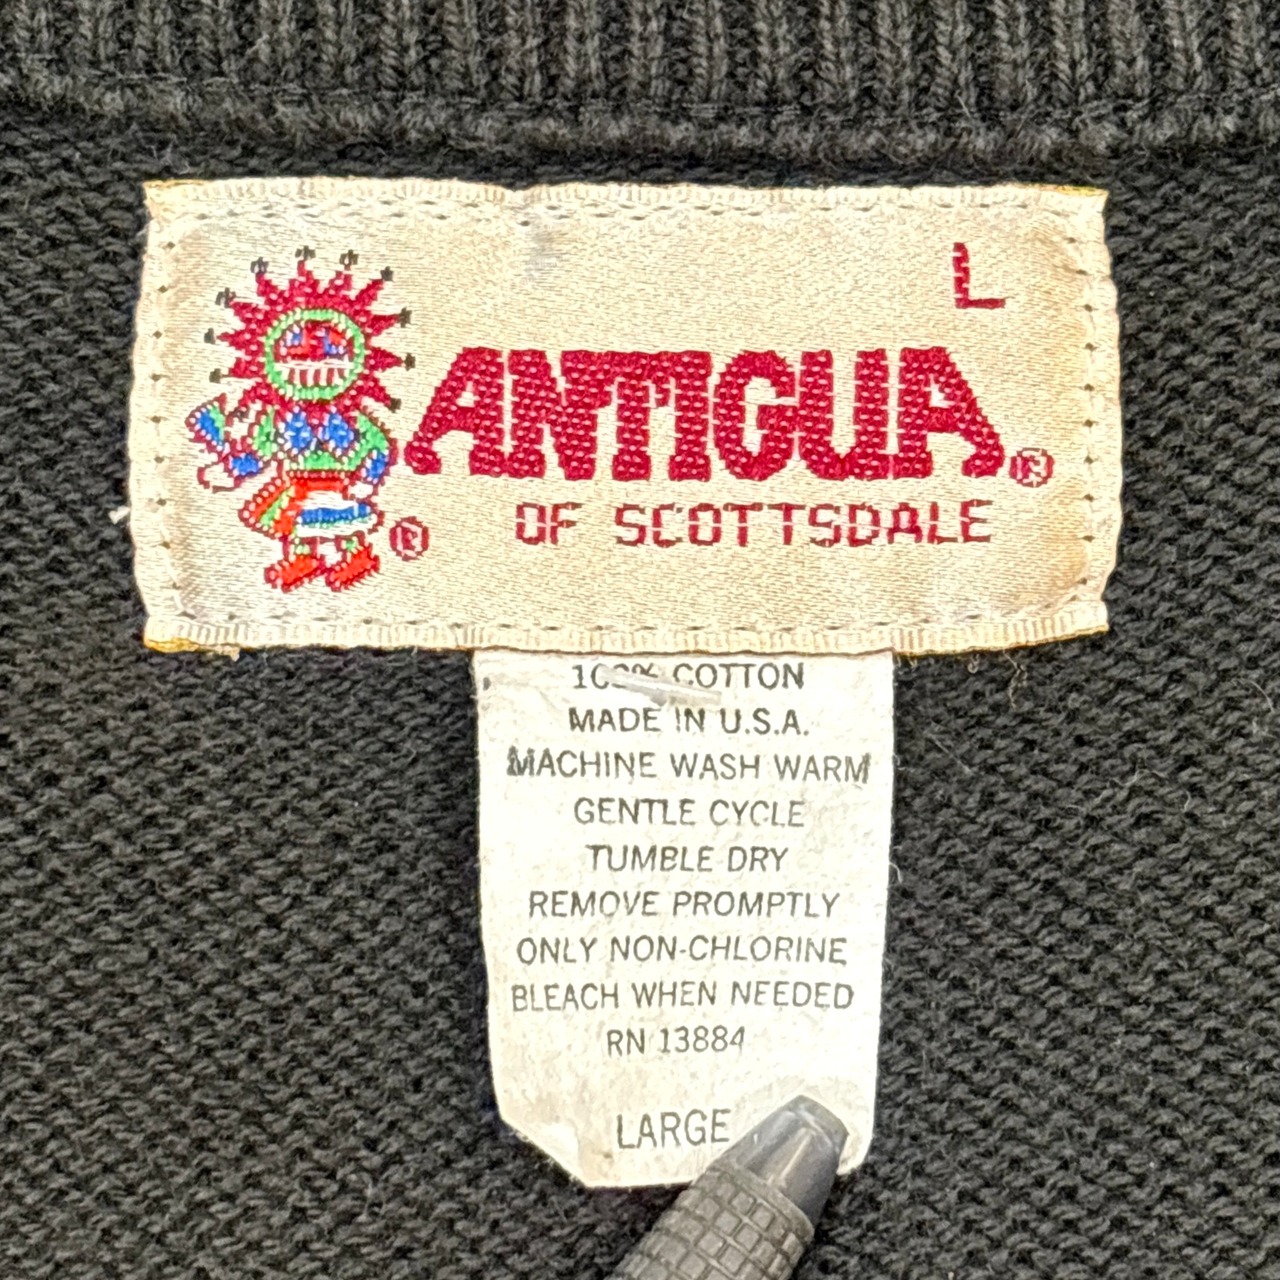 L
ANTIGUA®
OF SCOTTSDALE
®
100% COTTON
MADE IN U.S.A.
MACHINE WASH WARM
GENTLE CYCLE
TUMBLE DRY
REMOVE PROMPTLY
ONLY NON-CHLORINE
BLEACH WHEN NEEDED
RN 13884
LARGE